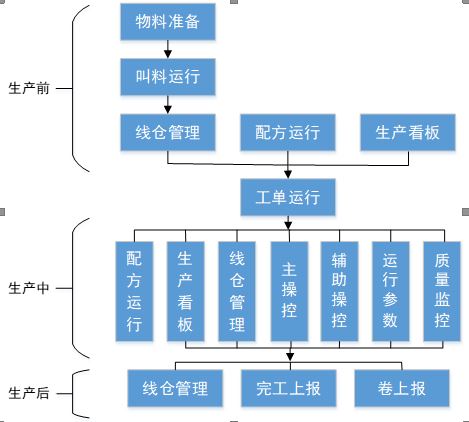 物料准备
生产前
叫料运行
线仓管理
配方运行
生产看板
工单运行
生产中
配方运行
生产看板
线仓管理
主操控
辅助操控
运行参数
质量监控
生产后
线仓管理
完工上报
卷上报